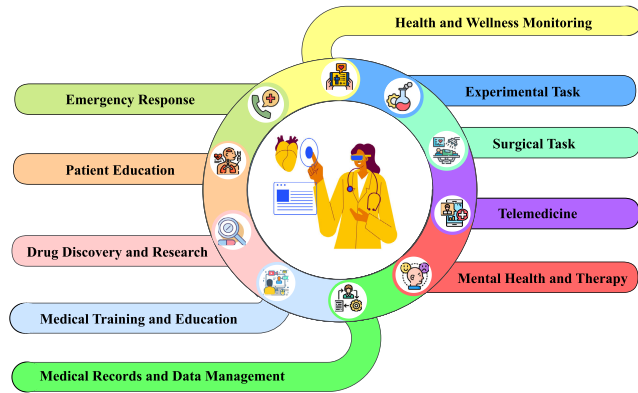 Health and Wellness Monitoring
Emergency Response
Experimental Task
Surgical Task
Patient Education
Telemedicine
Drug Discovery and Research
Mental Health and Therapy
Medical Training and Education
Medical Records and Data Management